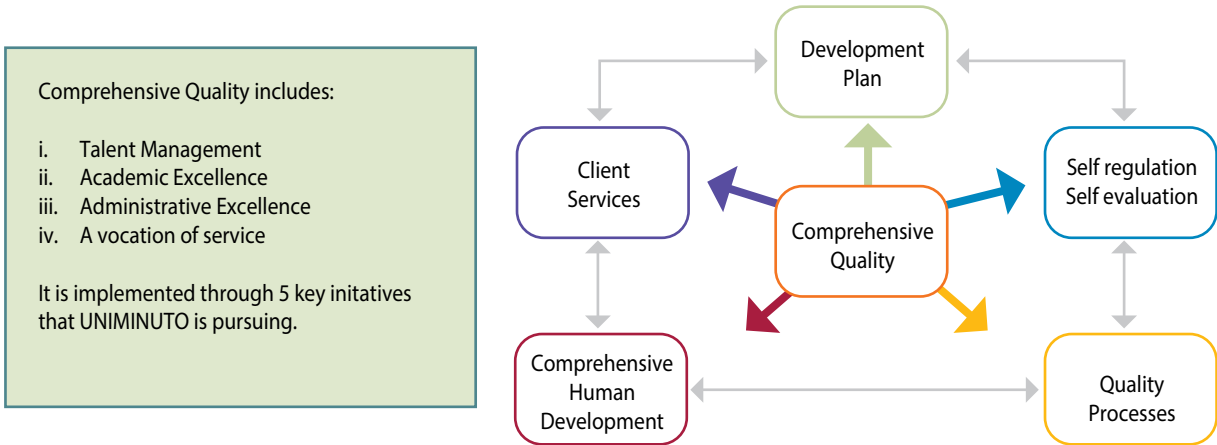 Comprehensive Quality includes:
i. Talent Management
ii. Academic Excellence
iii. Administrative Excellence
iv. A vocation of service
It is implemented through 5 key initatives
that UNIMINUTO is pursuing.
Development
Plan
Client
Services
Self regulation
Self evaluation
Comprehensive
Quality
Comprehensive
Human
Development
Quality
Processes